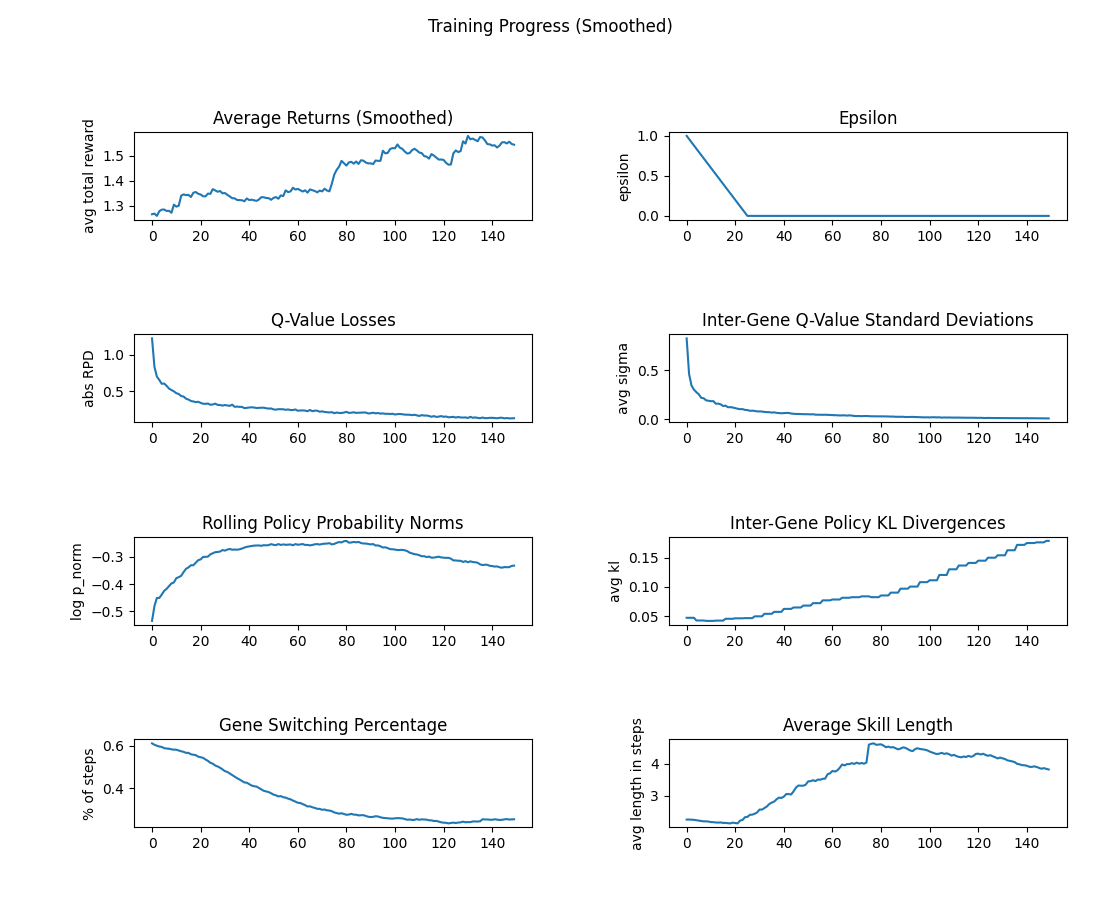 Training Progress (Smoothed)
Average Returns (Smoothed)
avg total reward
1.5
1.4
1.3
0 20 40 60 80 100 120 140
Epsilon
epsilon
1.0
0.5
0.0
0 20 40 60 80 100 120 140
Q-Value Losses
abs RPD
1.0
0.5
0 20 40 60 80 100 120 140
Inter-Gene Q-Value Standard Deviations
avg sigma
0.5
0.0
0 20 40 60 80 100 120 140
Rolling Policy Probability Norms
log p_norm
−0.3
−0.4
−0.5
0 20 40 60 80 100 120 140
Inter-Gene Policy KL Divergences
avg kl
0.15
0.10
0.05
0 20 40 60 80 100 120 140
Gene Switching Percentage
% of steps
0.6
0.4
0 20 40 60 80 100 120 140
Average Skill Length
avg length in steps
4
3
0 20 40 60 80 100 120 140